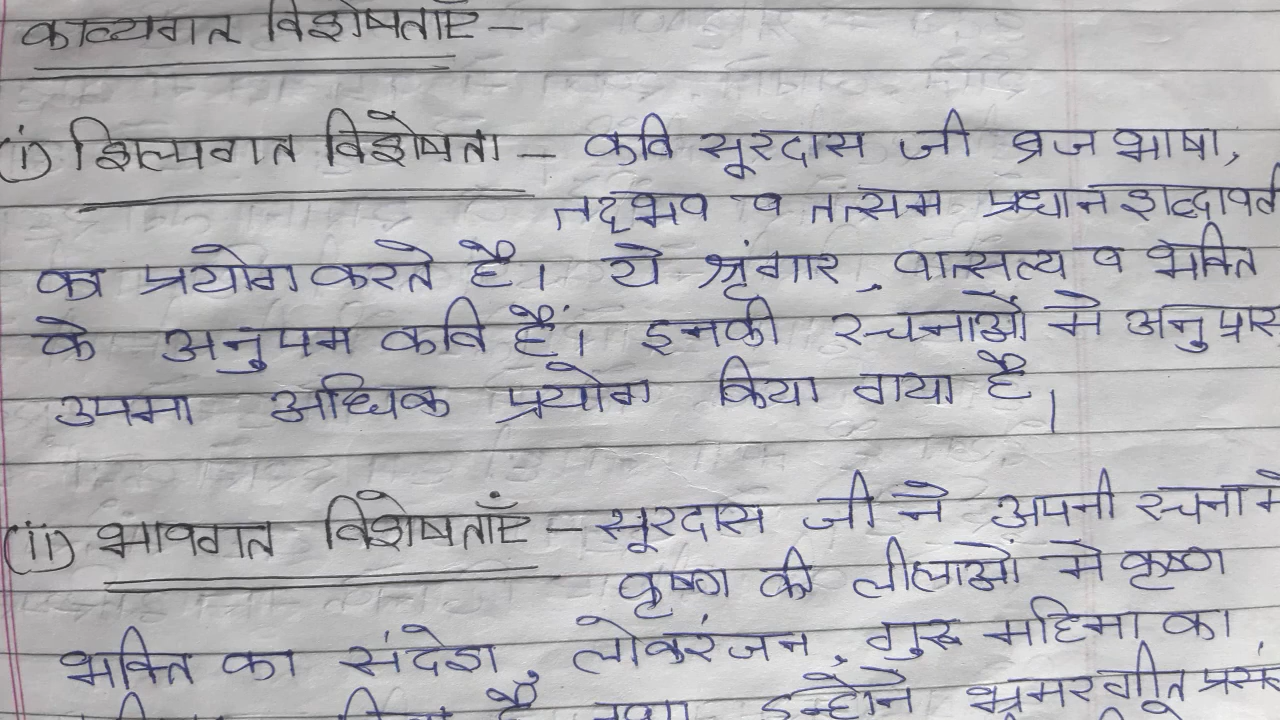 काव्यगत विशेषताएँ –
(i) शिल्पगत विशेषता – कवि सूरदास जी ब्रज भाषा,
तद्भव व तत्सम प्रधान शब्दावली
का प्रयोग करते है। ये श्रृंगार, वात्सल्य व भक्ति
के अनुपम कवि हैं। इनकी रचनाओं मे अनुप्रास
उपमा अधिक प्रयोग किया गया है।
(ii) भावगत विशेषताएँ – सूरदास जी ने अपनी रचना मे
कृष्ण की लीलाओं मे कृष्ण
भक्ति का संदेश, लोकरंजन, गुरू महिमा का
है तथा इन्होने भ्रमरगीत प्रसंग